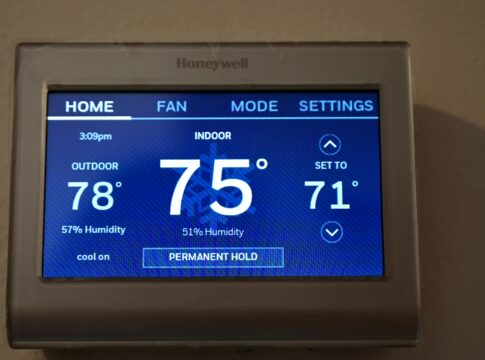 Honeywell
HOME FAN MODE SETTINGS
3:09pm
INDOOR
OUTDOOR
78°
57% Humidity
cool on
75°
51% Humidity
PERMANENT HOLD
SET TO
71°